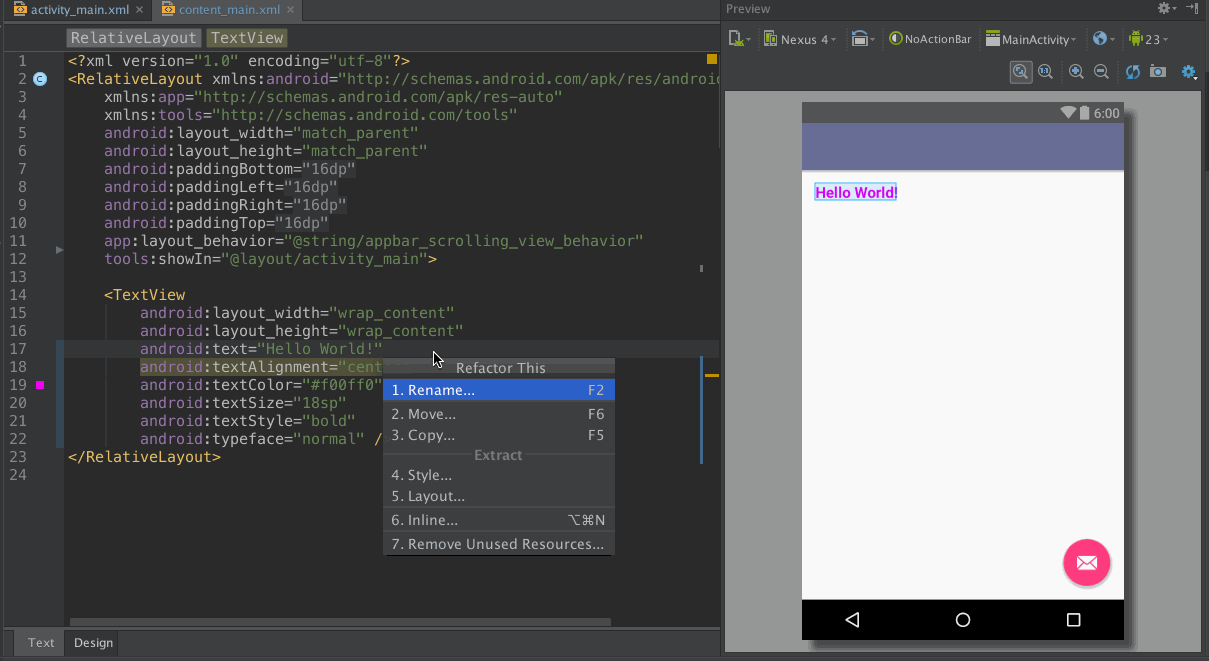 activity_main.xml
content_main.xml
Preview
RelativeLayout TextView
Nexus 4
NoActionBar
MainActivity
23
1 <?xml version="1.0" encoding="utf-8"?>
2 <RelativeLayout xmlns:android="http://schemas.android.com/apk/res/androi
3 xmlns:app="http://schemas.android.com/apk/res-auto"
4 xmlns:tools="http://schemas.android.com/tools"
5 android:layout_width="match_parent"
6 android:layout_height="match_parent"
7 android:paddingBottom="16dp"
8 android:paddingLeft="16dp"
9 android:paddingRight="16dp"
10 android:paddingTop="16dp"
11 app:layout_behavior="@string/appbar_scrolling_view_behavior"
12 tools:showIn="@layout/activity_main">
13
14 <TextView
15 android:layout_width="wrap_content"
16 android:layout_height="wrap_content"
17 android:text="Hello World!"
18 android:textAlignment="cent
19 android:textColor="#f00ff0"
20 android:textSize="18sp"
21 android:textStyle="bold"
22 android:typeface="normal" /
23 </RelativeLayout>
24
Refactor This
1. Rename... F2
2. Move... F6
3. Copy... F5
Extract
4. Style...
5. Layout...
6. Inline... ⌥⌘N
7. Remove Unused Resources...
6:00
Hello World!
Text
Design